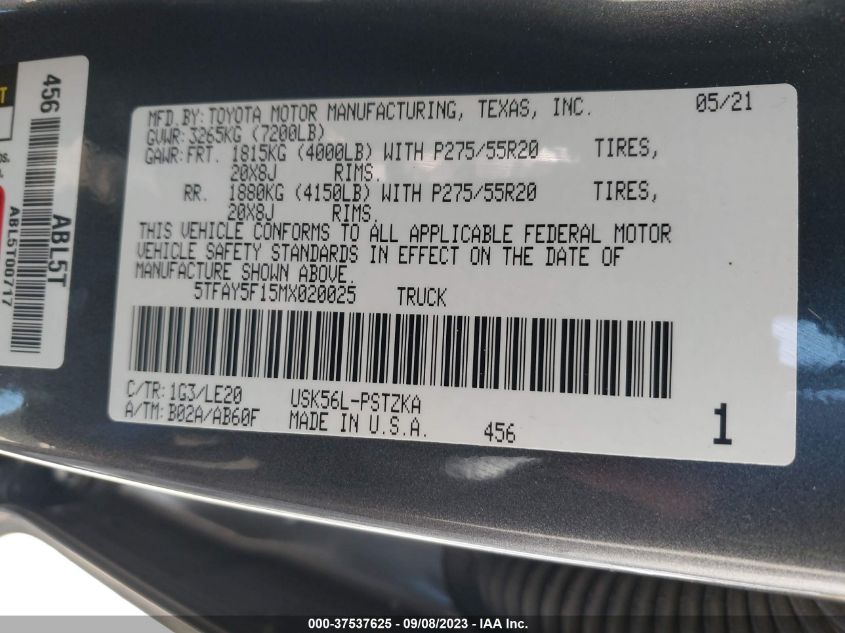 MFD.BY:TOYOTA MOTOR MANUFACTURING, TEXAS, INC. 05/21
GVWR:3265KG (7200LB)
GAWR:FRT. 1815KG (4000LB) WITH P275/55R20 TIRES,
20X8J RIMS.
RR. 1880KG (4150LB) WITH P275/55R20 TIRES,
20X8J RIMS.
THIS VEHICLE CONFORMS TO ALL APPLICABLE FEDERAL MOTOR
VEHICLE SAFETY STANDARDS IN EFFECT ON THE DATE OF
MANUFACTURE SHOWN ABOVE.
5TFAY5F15MX020025 TRUCK
C/TR:1G3/LE20 USK56L-PSTZKA
A/TM:B02A/AB60F MADE IN U.S.A. 456 1
456
ABL5T
ABL5T00717
000-37537625 - 09/08/2023 - IAA Inc.